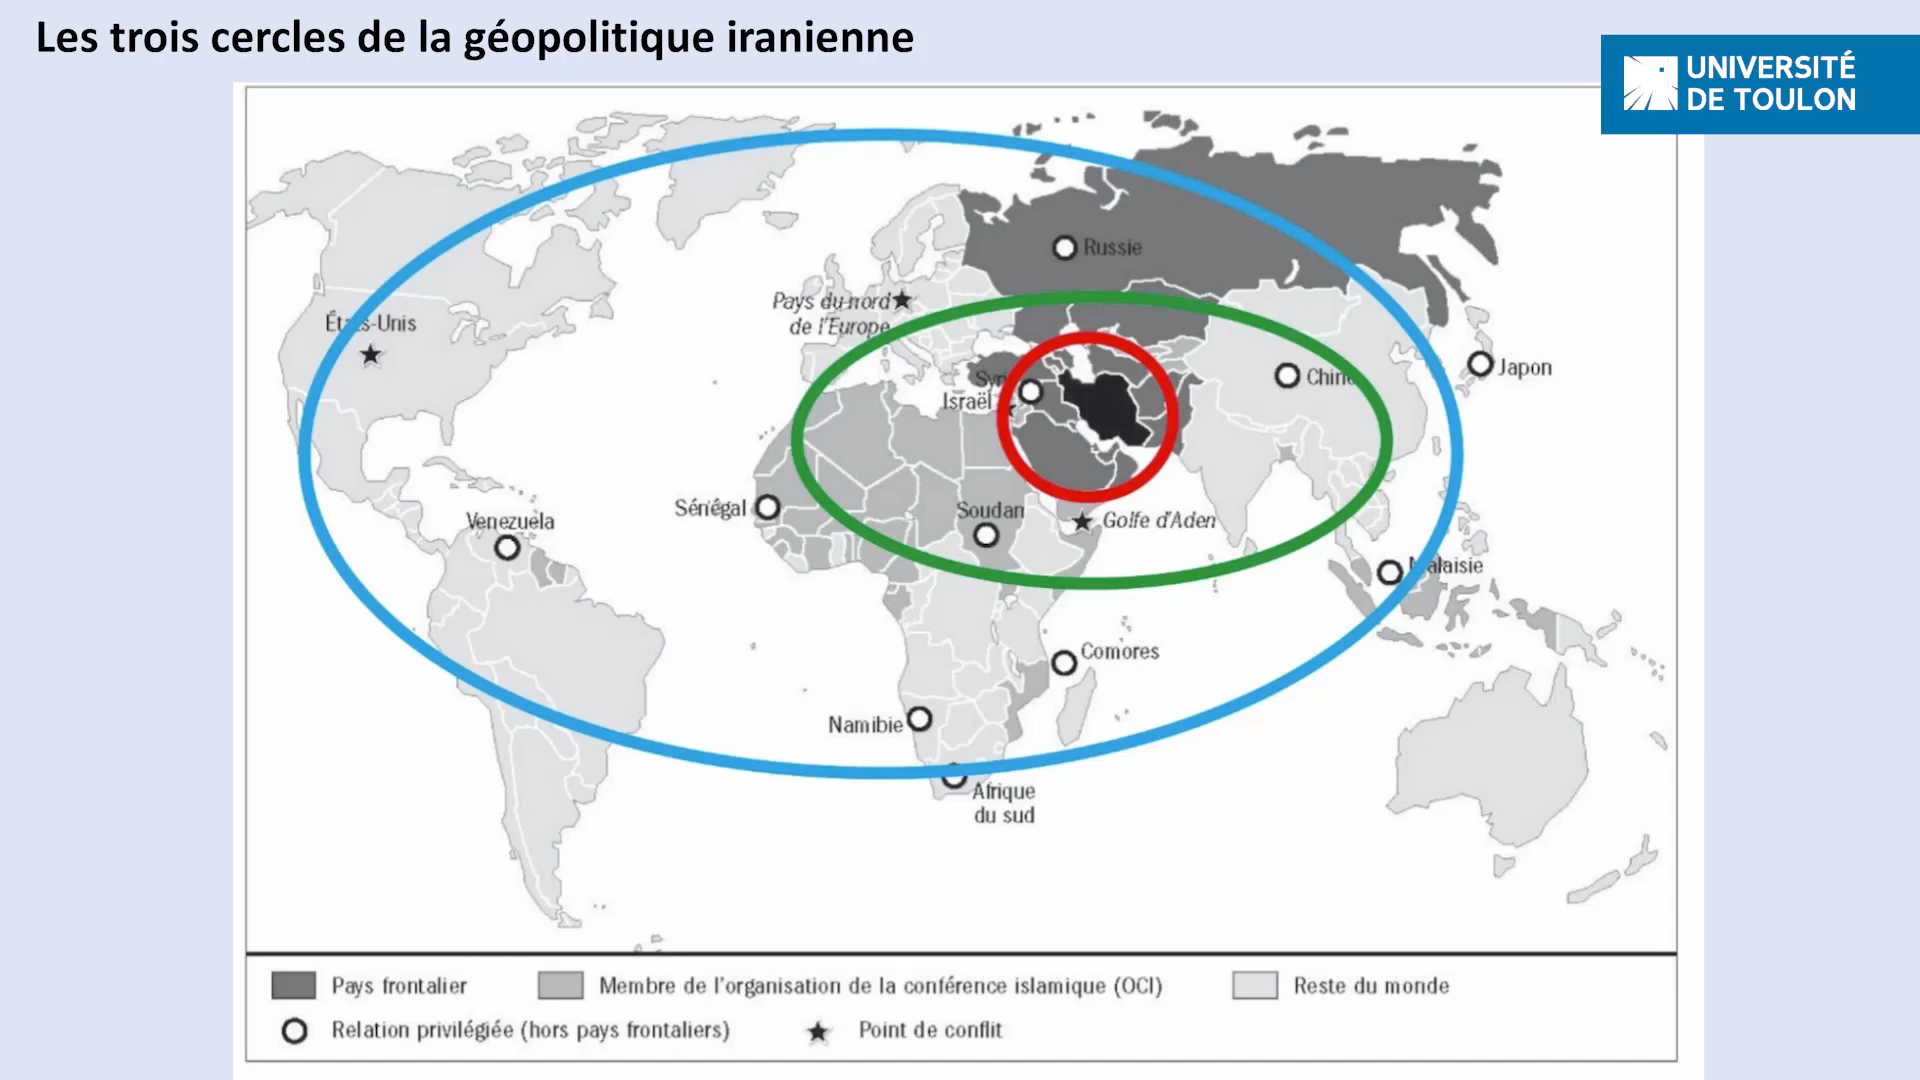 Les trois cercles de la géopolitique iranienne
UNIVERSITÉ
DE TOULON
Russie
Pays du nord
de l'Europe
États-Unis
Japon
Chine
Syrie
Israël
Sénégal
Soudan
Golfe d'Aden
Venezuela
Malaisie
Comores
Namibie
Afrique
du sud
Pays frontalier
Membre de l'organisation de la conférence islamique (OCI)
Reste du monde
Relation privilégiée (hors pays frontaliers)
Point de conflit